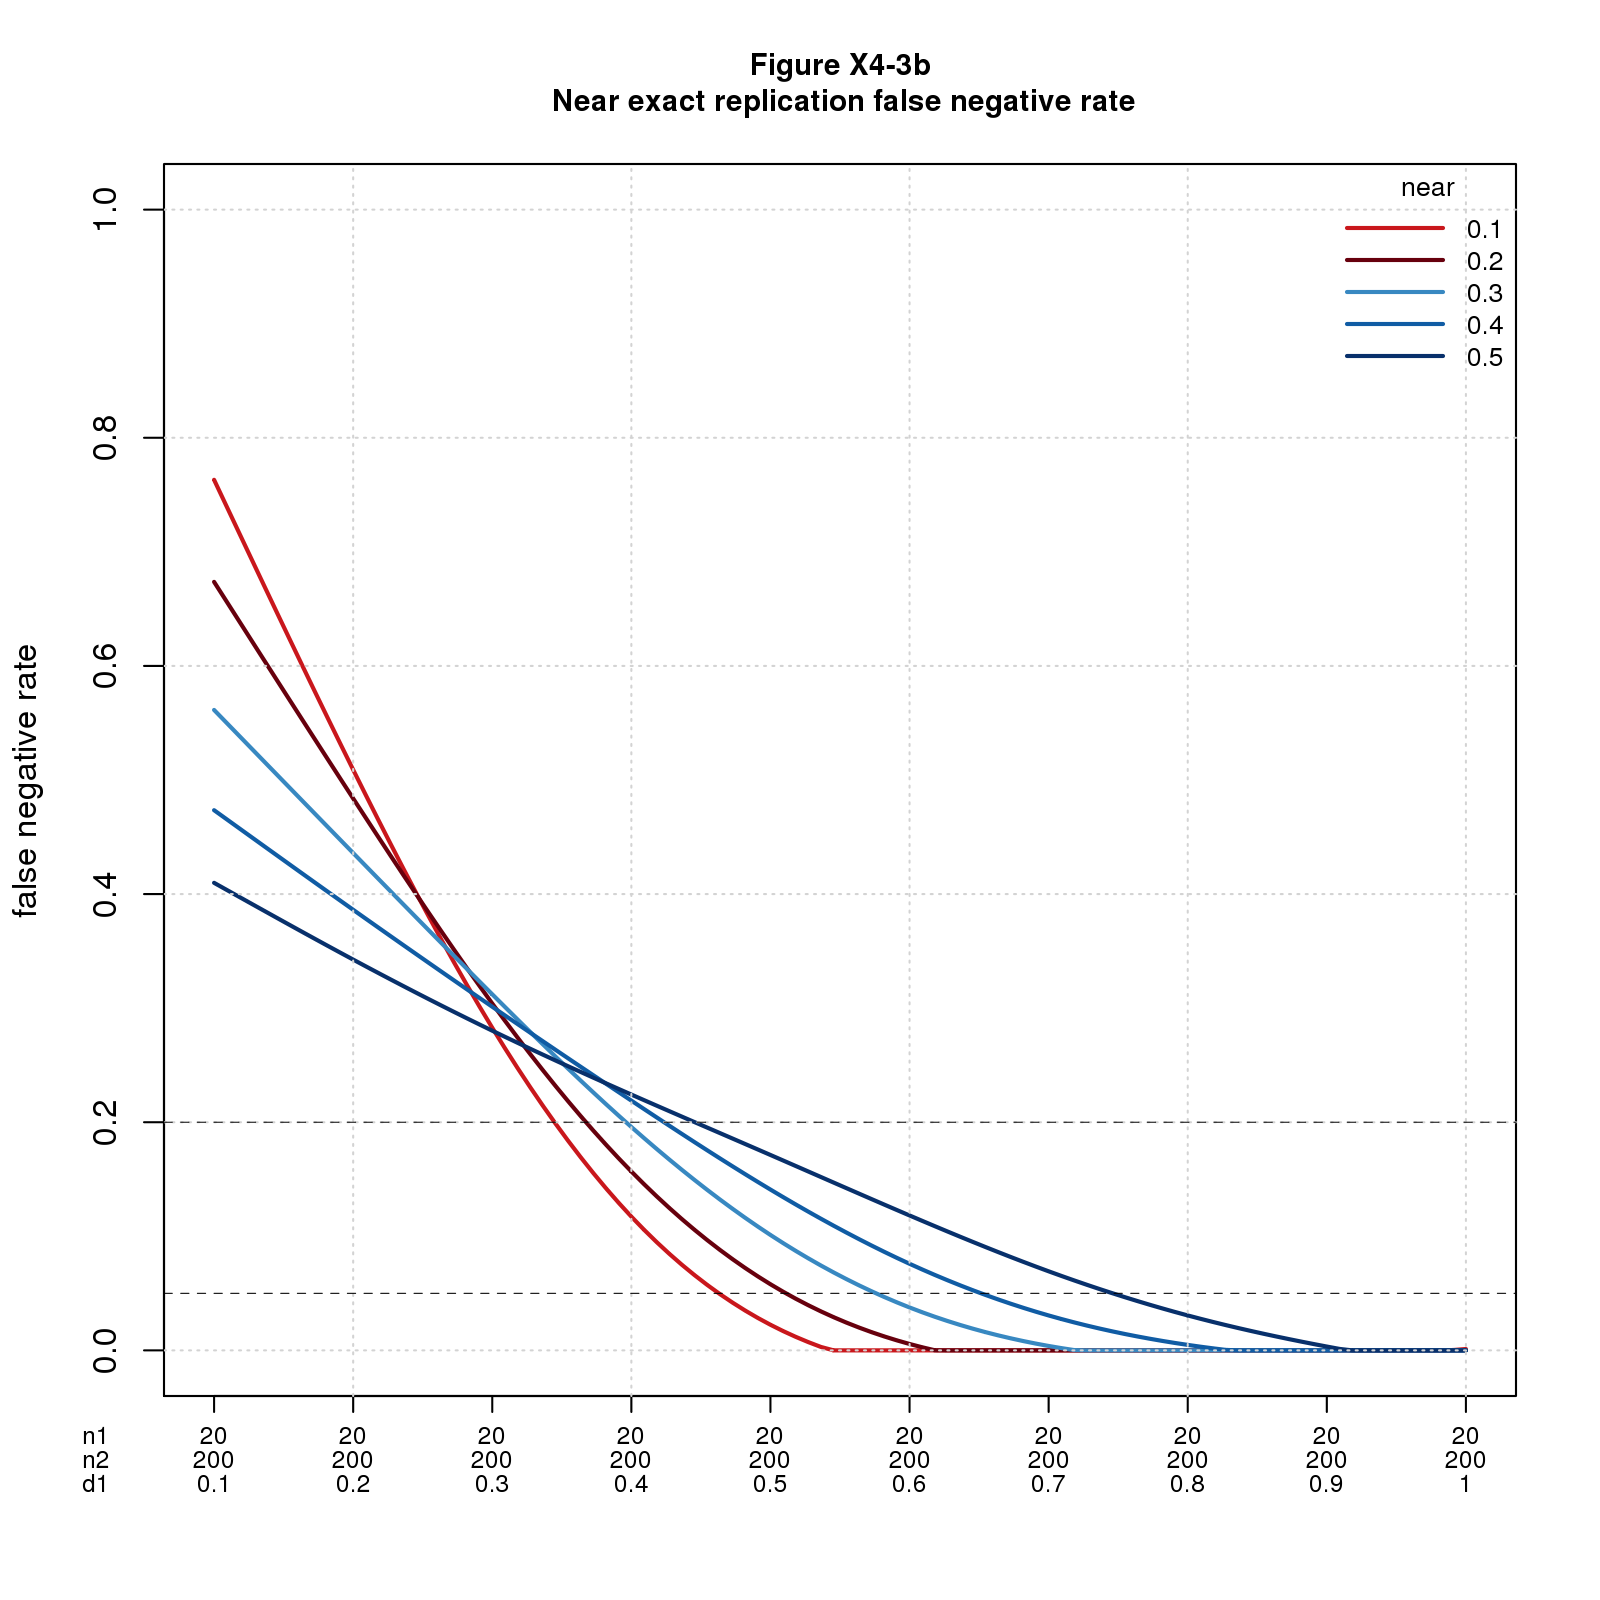 Figure X4-3b
Near exact replication false negative rate
near
0.1
0.2
0.3
0.4
0.5
false negative rate
1.0
0.8
0.6
0.4
0.2
0.0
n1 20 20 20 20 20 20 20 20 20 20
n2 200 200 200 200 200 200 200 200 200 200
d1 0.1 0.2 0.3 0.4 0.5 0.6 0.7 0.8 0.9 1